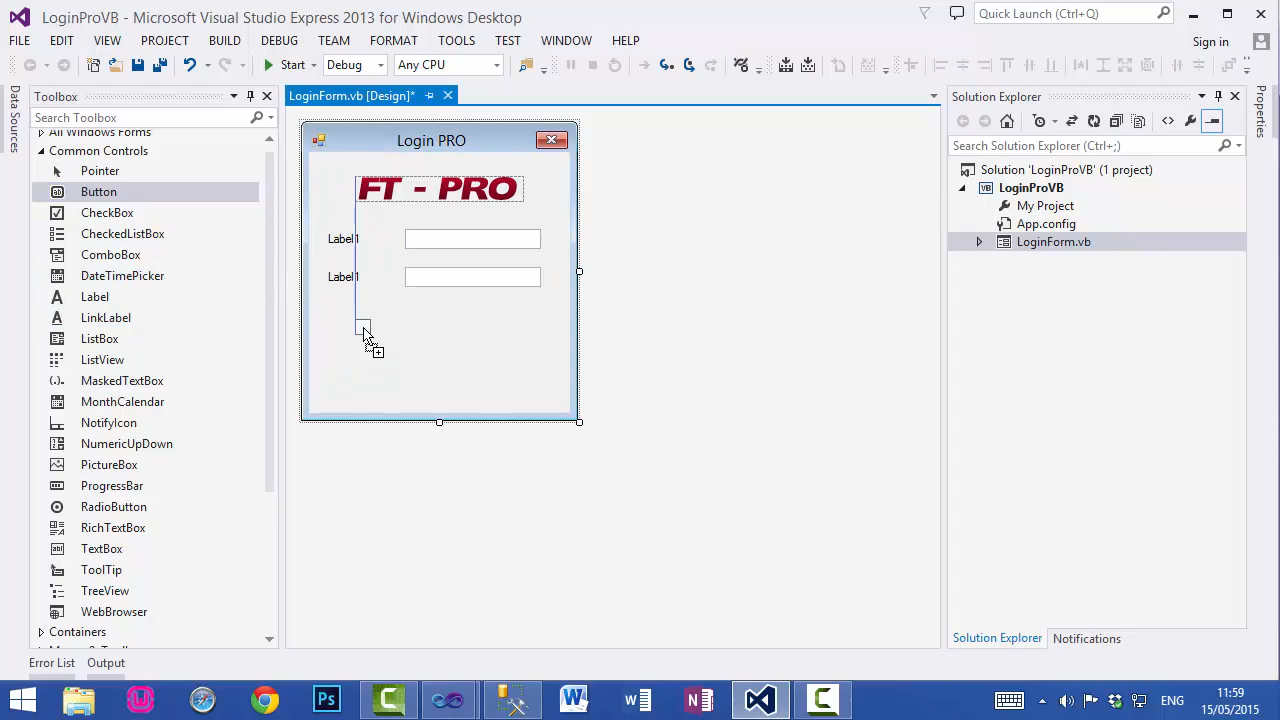 LoginProVB - Microsoft Visual Studio Express 2013 for Windows Desktop
Quick Launch (Ctrl+Q)
FILE EDIT VIEW PROJECT BUILD DEBUG TEAM FORMAT TOOLS TEST WINDOW HELP
Sign in
Start Debug Any CPU
Data Sources
Toolbox
Search Toolbox
All Windows Forms
Common Controls
Pointer
Button
CheckBox
CheckedListBox
ComboBox
DateTimePicker
Label
LinkLabel
ListBox
ListView
MaskedTextBox
MonthCalendar
NotifyIcon
NumericUpDown
PictureBox
ProgressBar
RadioButton
RichTextBox
TextBox
ToolTip
TreeView
WebBrowser
Containers
LoginForm.vb [Design]*
Login PRO
FT - PRO
Label1
Label1
Solution Explorer
Search Solution Explorer (Ctrl+;)
Solution 'LoginProVB' (1 project)
LoginProVB
My Project
App.config
LoginForm.vb
Solution Explorer Notifications
Properties
Error List Output
Ps
ENG
11:59
15/05/2015